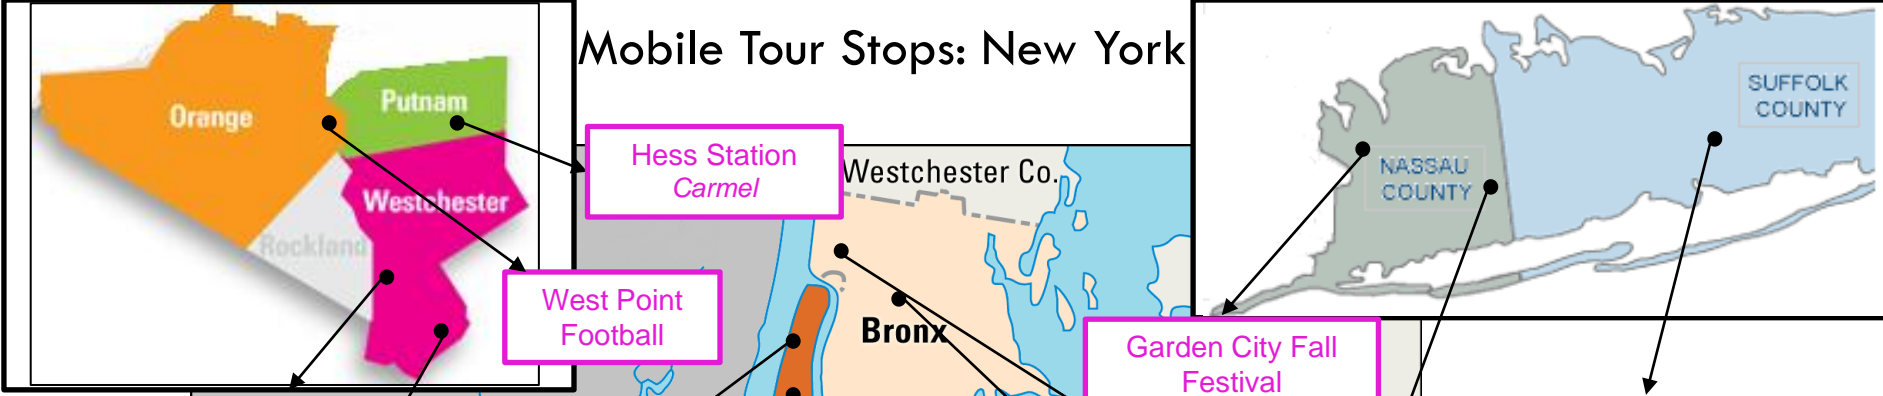 Mobile Tour Stops: New York
Orange
Putnam
Westchester
Rockland
Hess Station
Carmel
West Point
Football
Westchester Co.
Bronx
NASSAU
COUNTY
SUFFOLK
COUNTY
Garden City Fall
Festival